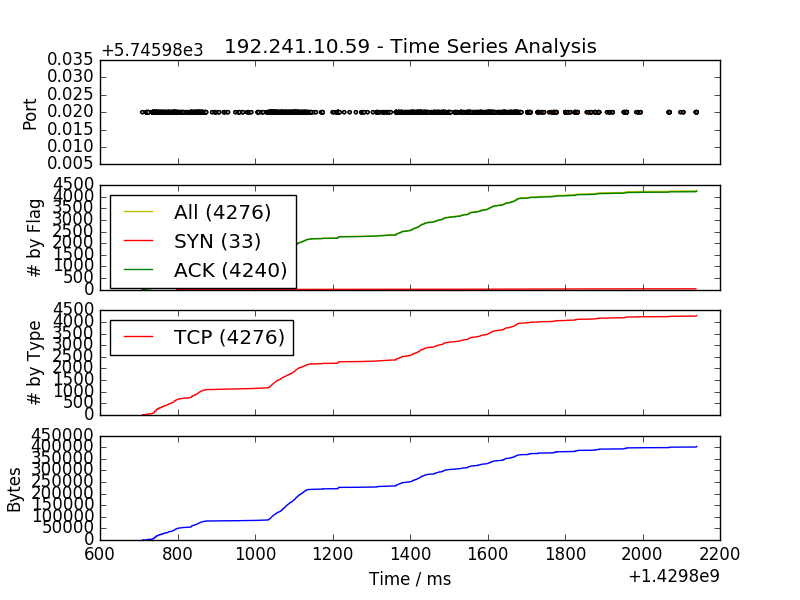 +5.74598e3
192.241.10.59 - Time Series Analysis
0.035
0.030
0.025
0.020
0.015
0.010
0.005
Port
4500
4000
3500
3000
2500
2000
1500
1000
500
0
# by Flag
All (4276)
SYN (33)
ACK (4240)
4500
4000
3500
3000
2500
2000
1500
1000
500
0
# by Type
TCP (4276)
450000
400000
350000
300000
250000
200000
150000
100000
50000
0
Bytes
600 800 1000 1200 1400 1600 1800 2000 2200
Time / ms
+1.4298e9